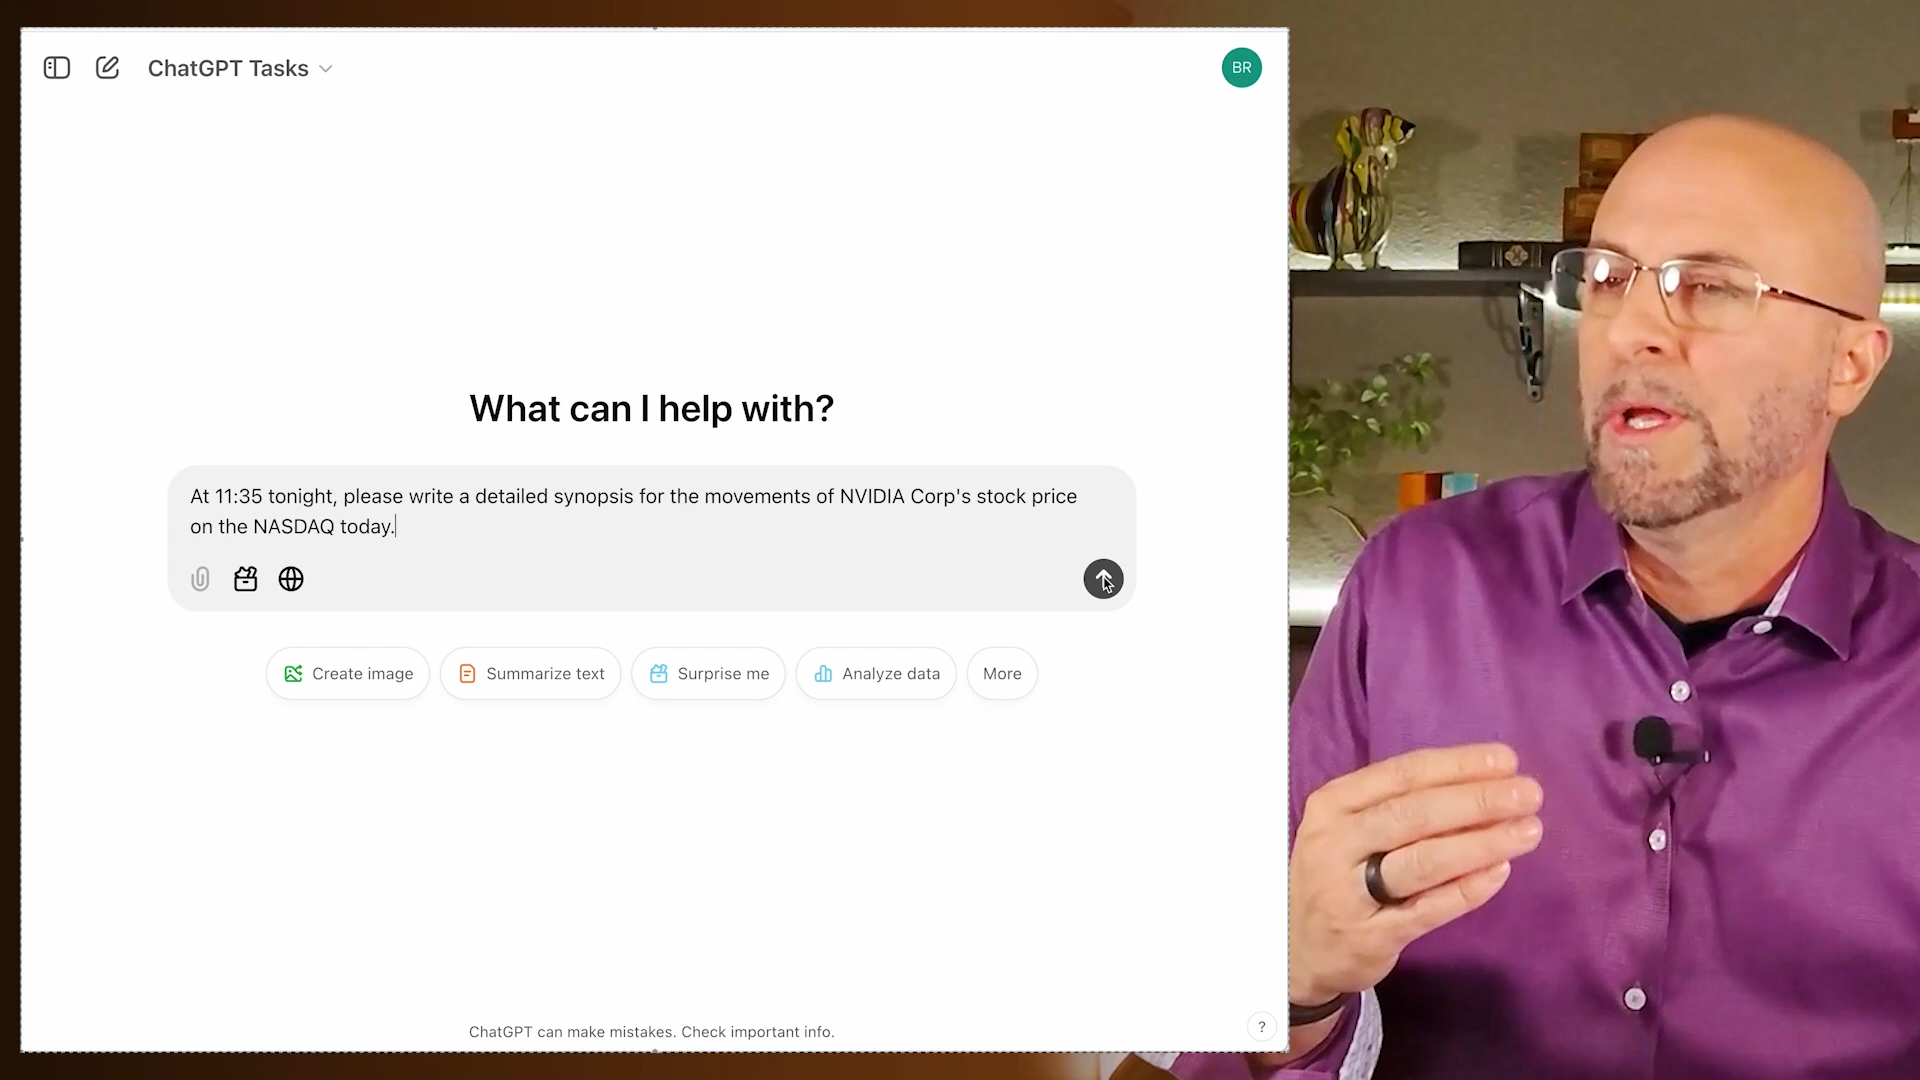 ChatGPT Tasks
BR
What can I help with?
At 11:35 tonight, please write a detailed synopsis for the movements of NVIDIA Corp's stock price
on the NASDAQ today.
Create image
Summarize text
Surprise me
Analyze data
More
ChatGPT can make mistakes. Check important info.
?